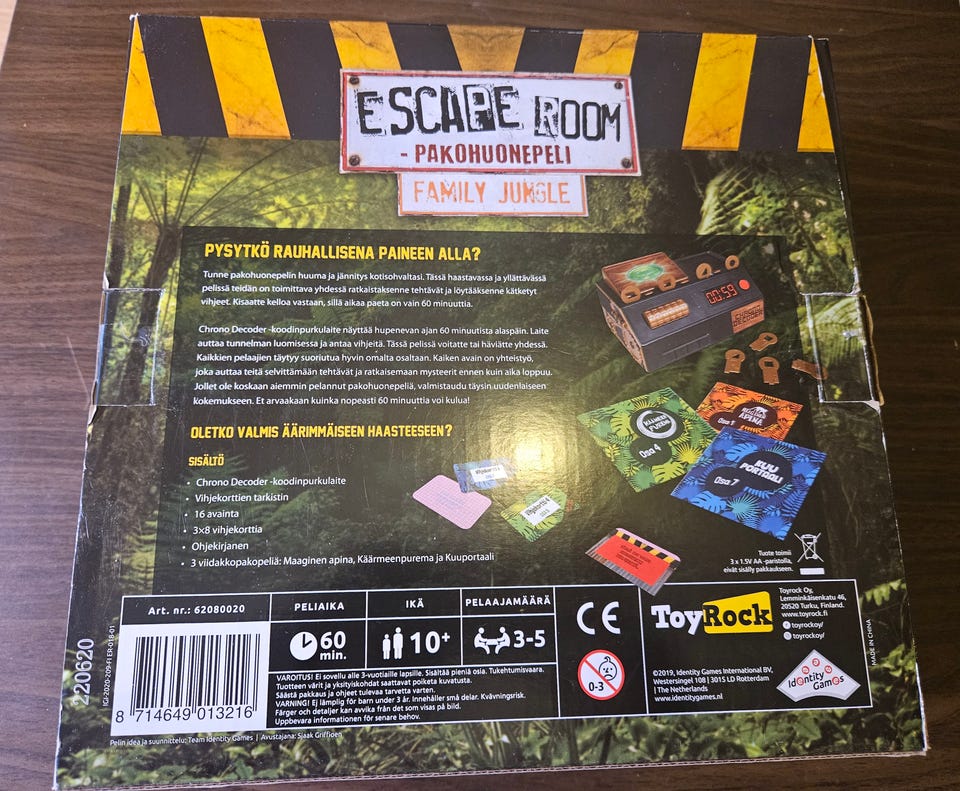 ESCAPE ROOM
- PAKOHUONEPELI
FAMILY JUNGLE
PYSYTKÖ RAUHALLISENA PAINEEN ALLA?
Tunne pakohuonepelin huuma ja jännitys kotisohvaltasi. Tässä haastavassa ja yllättävässä
pelissä teidän on toimittava yhdessä ratkaistaksenne tehtävät ja löytääksenne kätketyt
vihjeet. Kisaatte kelloa vastaan, sillä aikaa paeta on vain 60 minuuttia.
Chrono Decoder -koodinpurkulaite näyttää hupenevan ajan 60 minuutista alaspäin. Laite
auttaa tunnelman luomisessa ja antaa vihjeitä. Tässä pelissä voitatte tai häviätte yhdessä.
Kaikkien pelaajien täytyy suoriutua hyvin omalta osaltaan. Kaiken avain on yhteistyö,
joka auttaa teitä selvittämään tehtävät ja ratkaisemaan mysteerit ennen kuin aika loppuu.
Jollet ole koskaan aiemmin pelannut pakohuonepeliä, valmistaudu täysin uudenlaiseen
kokemukseen. Et arvaakaan kuinka nopeasti 60 minuuttia voi kulua!
OLETKO VALMIS ÄÄRIMMÄISEEN HAASTEESEEN?
SISÄLTÖ
• Chrono Decoder -koodinpurkulaite
• Vihjekorttien tarkistin
• 16 avainta
• 3×8 vihjekorttia
• Ohjekirjanen
• 3 viidakkopakopeliä: Maaginen apina, Käärmeenpurema ja Kuuportaali
00:59
CHRONO
DECODER
APINA
Osa 1
Osa 4
KUU
PORTAALI
Osa 7
Tuote toimii
3 x 1.5V AA -paristolla,
eivät sisälly pakkaukseen.
Art. nr.: 62080020
8 714649 013216
PELIAIKA
60
min.
IKÄ
10+
PELAAJAMÄÄRÄ
3-5
VAROITUS! Ei sovellu alle 3-vuotiaille lapsille. Sisältää pieniä osia. Tukehtumisvaara.
Tuotteen värit ja yksityiskohdat saattavat poiketa kuvatusta.
Säästä pakkaus ja ohjeet tulevaa tarvetta varten.
VARNING! Ej lämplig för barn under 3 år. Innehåller små delar. Kvävningsrisk.
Färger och detaljer kan avvika från det som visas på bild.
Uppbevara informationen för senare behov.
CE
0-3
ToyRock
Toyrock Oy,
Lemminkäisenkatu 46,
20520 Turku, Finland.
www.toyrock.fi
toyrockoy/
toyrockoy/
©2019, Identity Games International BV,
Westersingel 108 | 3015 LD Rotterdam
| The Netherlands
www.identitygames.nl
Identity
Games
MADE IN CHINA
220620
IGI-2020-209-FI ER-018-01
Pelin idea ja suunnittelu: Team Identity Games | Avustajana: Sjaak Griffioen